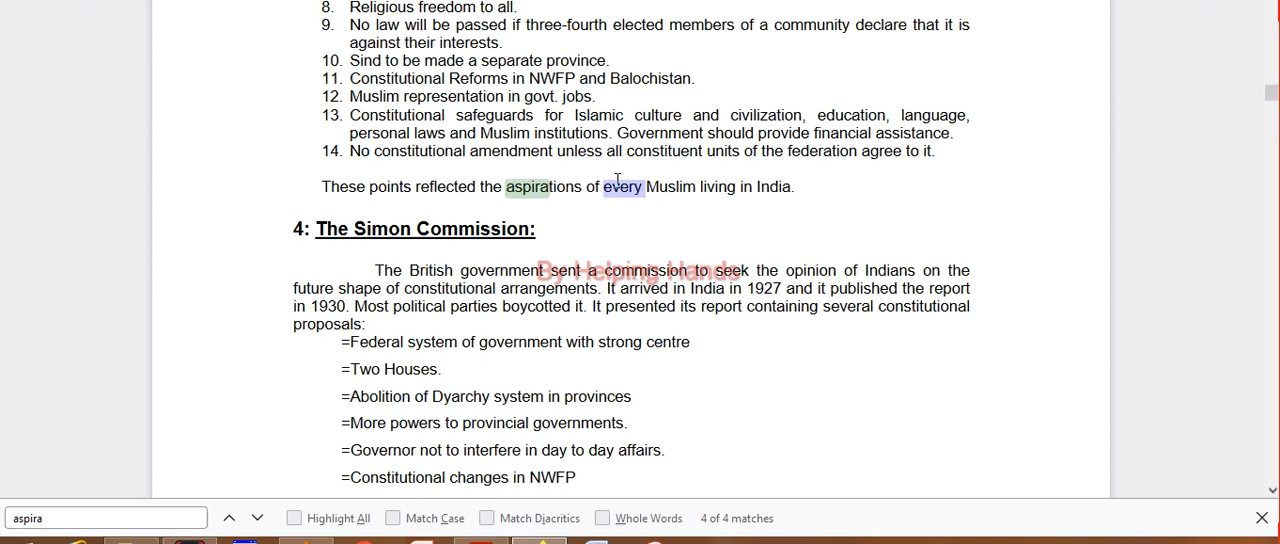 8. Religious freedom to all.
9. No law will be passed if three-fourth elected members of a community declare that it is
against their interests.
10. Sind to be made a separate province.
11. Constitutional Reforms in NWFP and Balochistan.
12. Muslim representation in govt. jobs.
13. Constitutional safeguards for Islamic culture and civilization, education, language,
personal laws and Muslim institutions. Government should provide financial assistance.
14. No constitutional amendment unless all constituent units of the federation agree to it.
These points reflected the aspirations of every Muslim living in India.
4: The Simon Commission:
The British government sent a commission to seek the opinion of Indians on the
By Helping Hands
future shape of constitutional arrangements. It arrived in India in 1927 and it published the report
in 1930. Most political parties boycotted it. It presented its report containing several constitutional
proposals:
=Federal system of government with strong centre
=Two Houses.
=Abolition of Dyarchy system in provinces
=More powers to provincial governments.
=Governor not to interfere in day to day affairs.
=Constitutional changes in NWFP
aspira Highlight All Match Case Match Diacritics Whole Words 4 of 4 matches